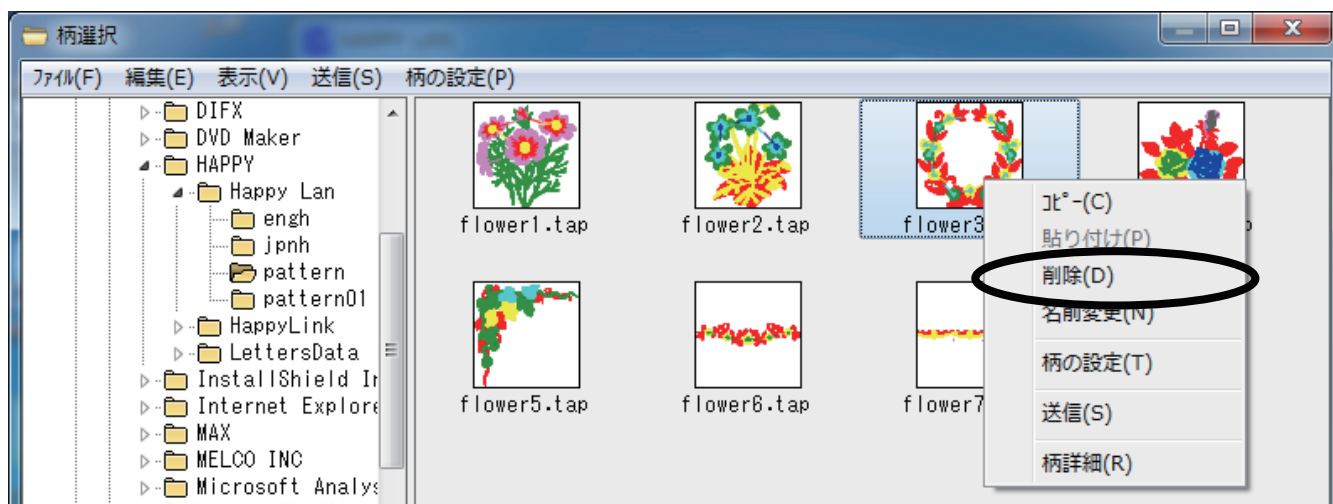 柄選択
ﾌｧｲﾙ(F) 編集(E) 表示(V) 送信(S) 柄の設定(P)
DIFX
DVD Maker
HAPPY
Happy Lan
engh
jpnh
pattern
pattern01
HappyLink
LettersData
InstallShield Ir
Internet Explore
MAX
MELCO INC
Microsoft Analys
flower1.tap
flower2.tap
flower3
flower5.tap
flower6.tap
flower7
ｺﾋﾟｰ(C)
貼り付け(P)
削除(D)
名前変更(N)
柄の設定(T)
送信(S)
柄詳細(R)